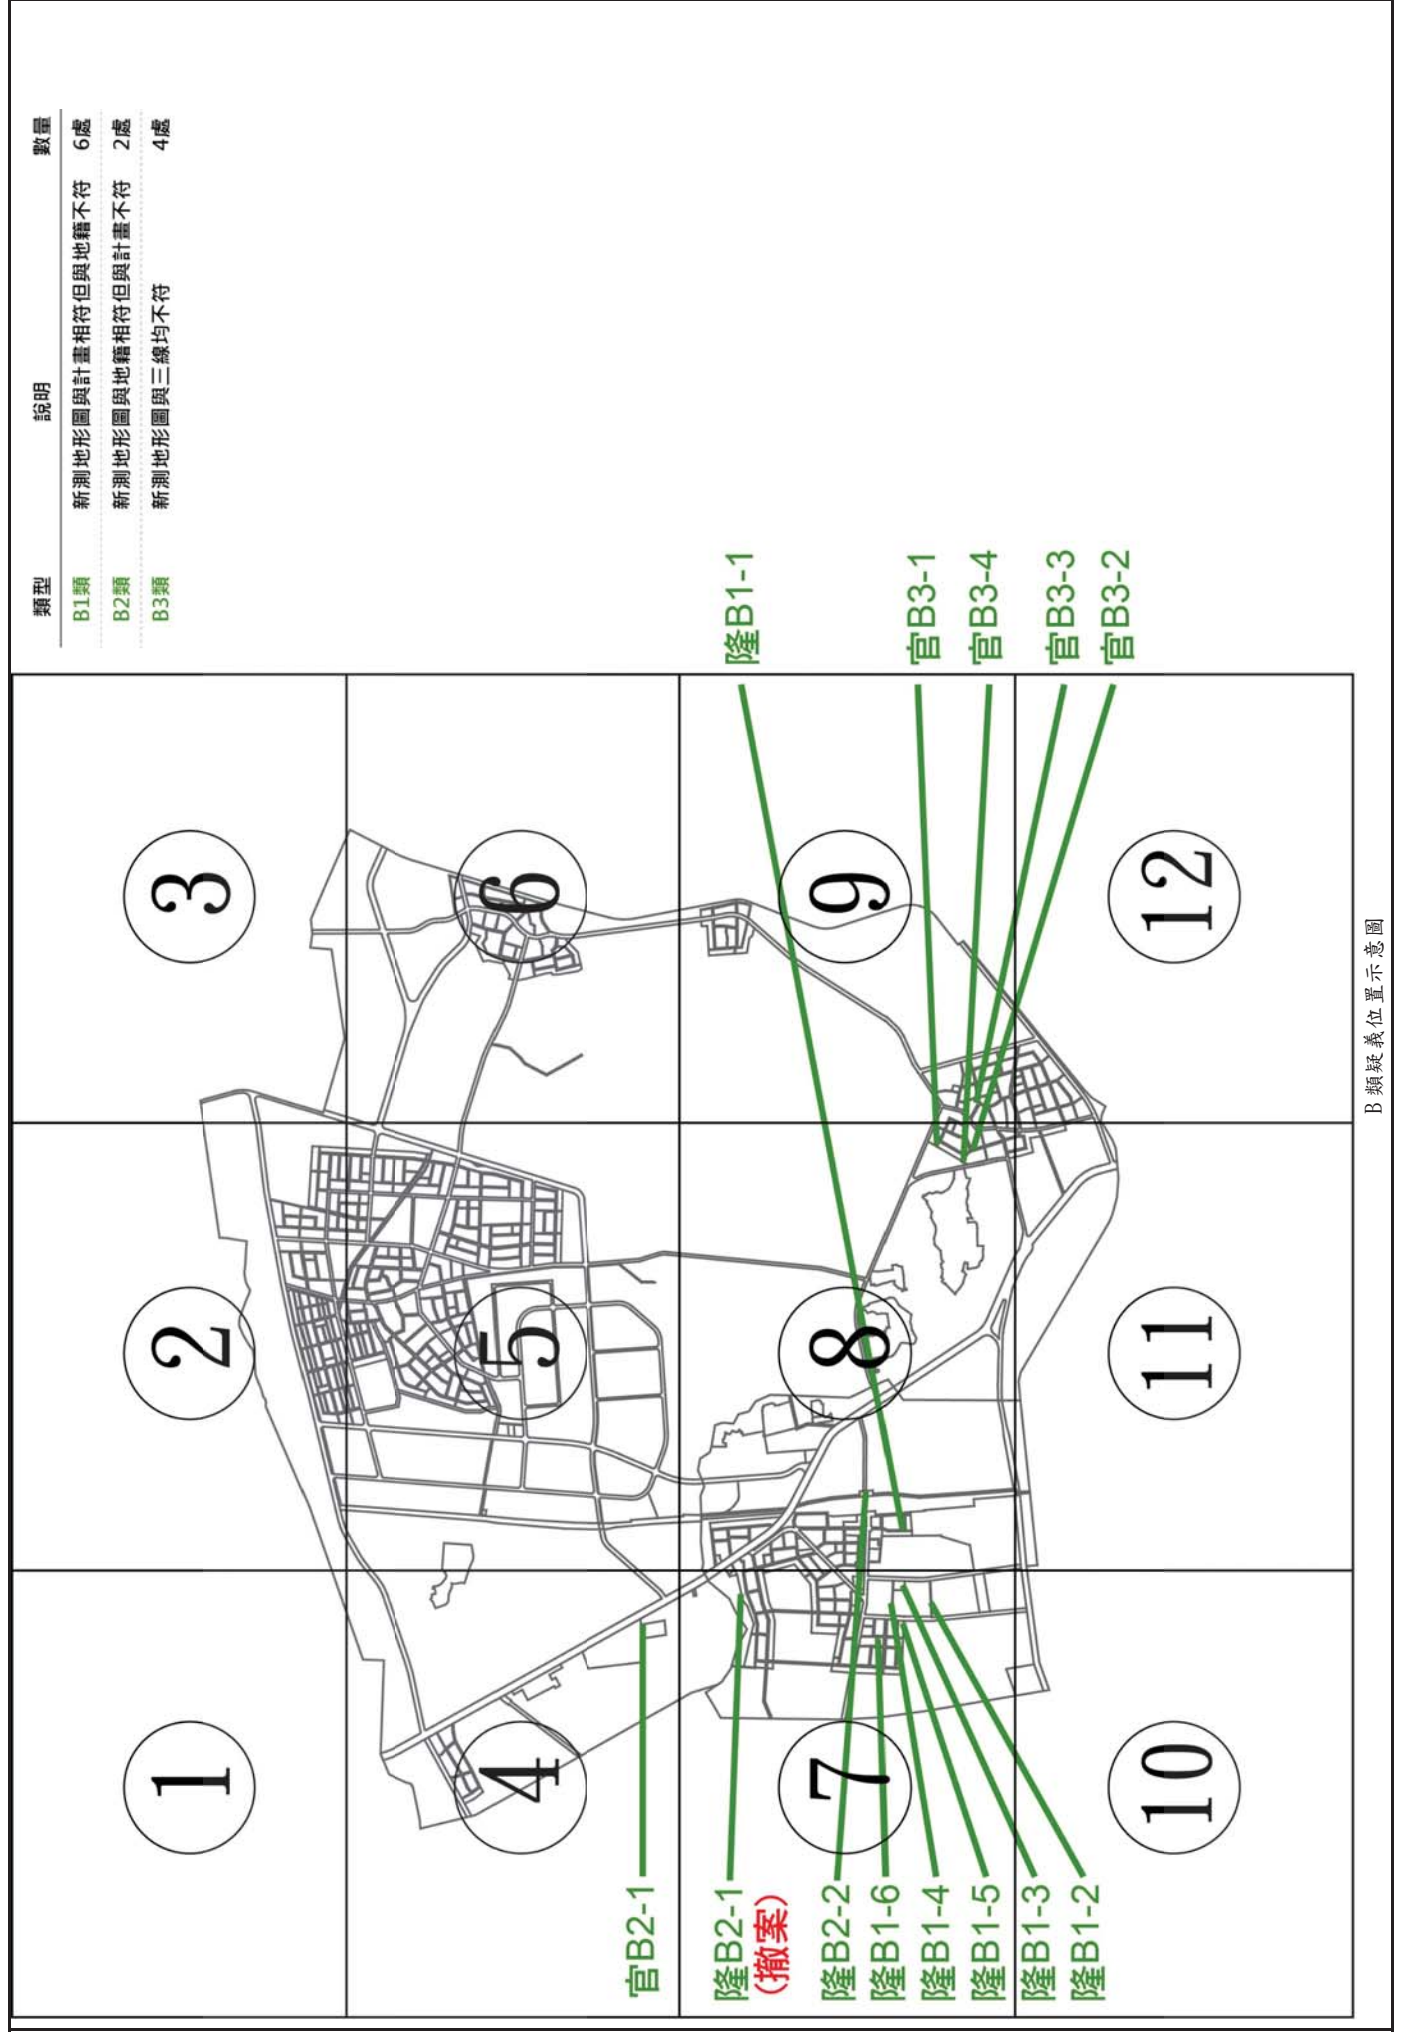 類型 說明 數量
B1類 新測地形圖與計畫相符但與地籍不符 6處
B2類 新測地形圖與地籍相符但與計畫不符 2處
B3類 新測地形圖與三線均不符 4處
隆B1-1
官B3-1
官B3-4
官B3-3
官B3-2
3
6
9
12
2
5
8
11
1
4
7
10
官B2-1
隆B2-1
(撤案)
隆B2-2
隆B1-6
隆B1-4
隆B1-5
隆B1-3
隆B1-2
B 類疑義位置示意圖